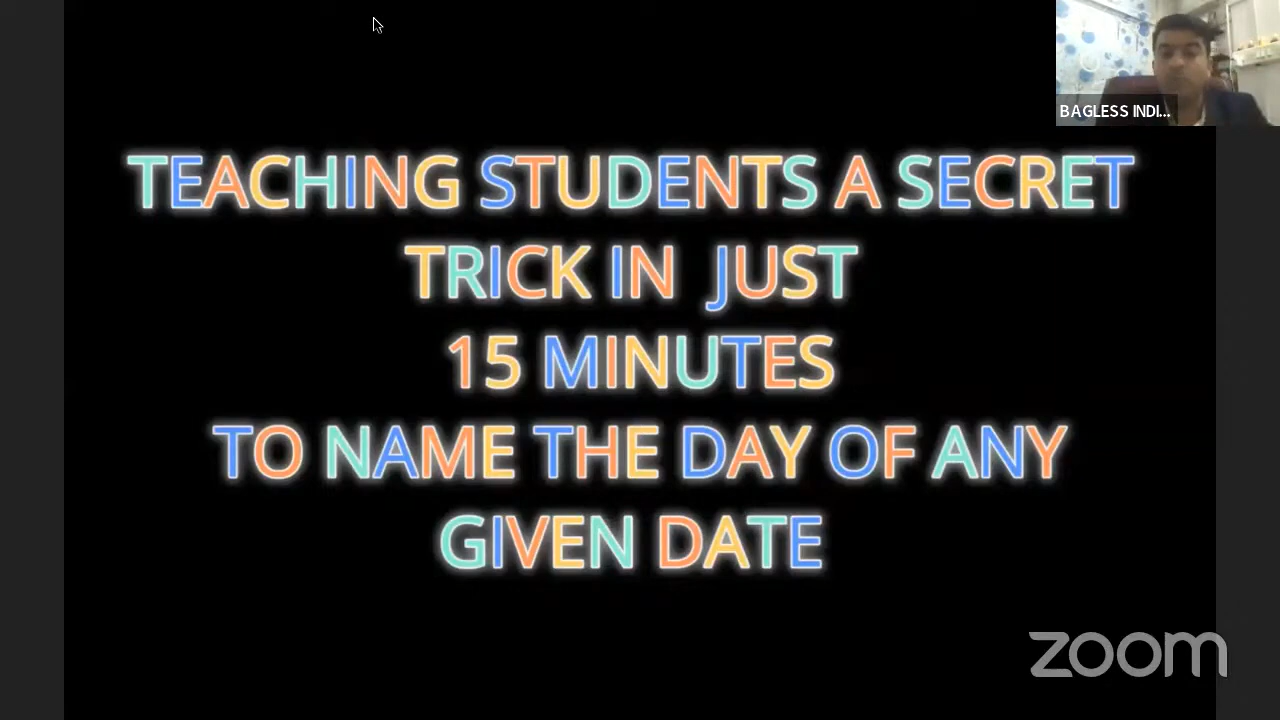 BAGLESS INDI...
TEACHING STUDENTS A SECRET
TRICK IN JUST
15 MINUTES
TO NAME THE DAY OF ANY
GIVEN DATE
zoom